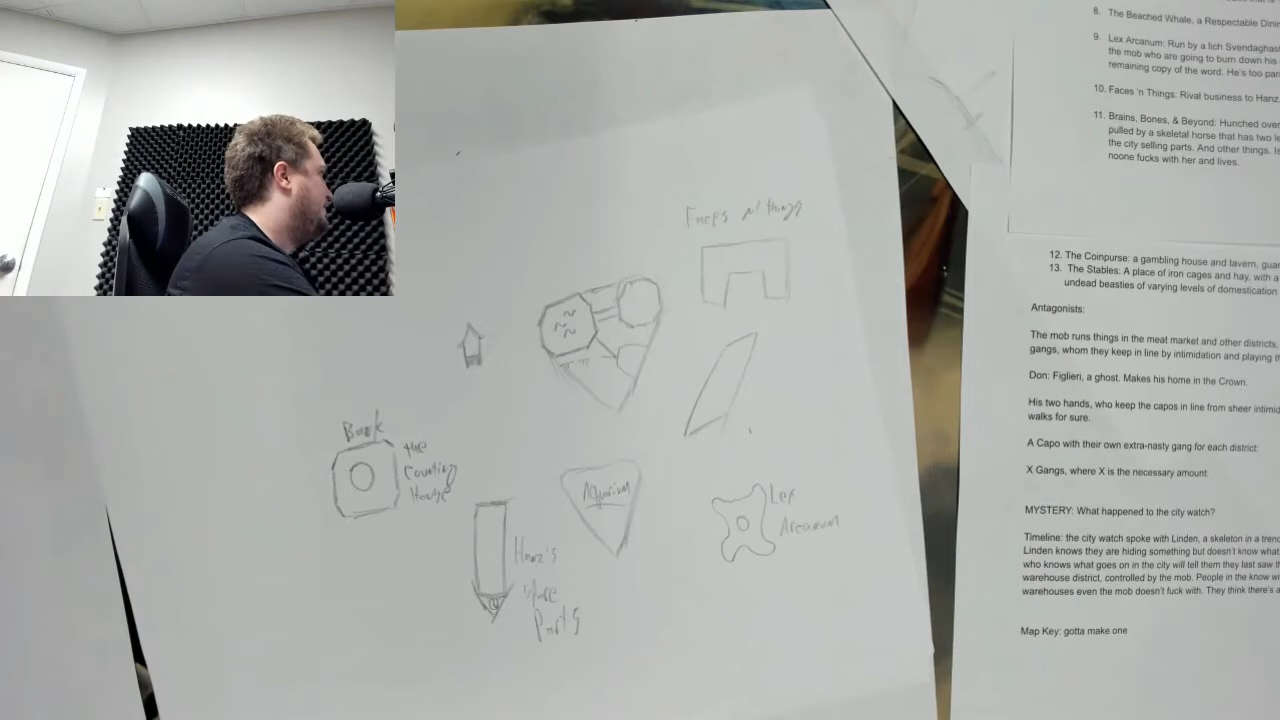 8. The Beached Whale, a Respectable Dini
9. Lex Arcanum: Run by a lich Svendaghast
the mob who are going to burn down his
remaining copy of the word. He's too par
10. Faces 'n Things: Rival business to Hanz
11. Brains, Bones, & Beyond: Hunched over
pulled by a skeletal horse that has two le
the city selling parts. And other things. Is
noone fucks with her and lives.
12. The Coinpurse: a gambling house and tavern, gua
13. The Stables: A place of iron cages and hay, with a
undead beasties of varying levels of domestication
Antagonists:
The mob runs things in the meat market and other districts,
gangs, whom they keep in line by intimidation and playing t
Don: Figlieri, a ghost. Makes his home in the Crown.
His two hands, who keep the capos in line from sheer intimid
walks for sure.
A Capo with their own extra-nasty gang for each district:
X Gangs, where X is the necessary amount:
MYSTERY: What happened to the city watch?
Timeline: the city watch spoke with Linden, a skeleton in a trenc
Linden knows they are hiding something but doesn't know what.
who knows what goes on in the city will tell them they last saw th
warehouse district, controlled by the mob. People in the know wi
warehouses even the mob doesn't fuck with. They think there's a
Map Key: gotta make one
Faces n' things
Bank
the
Counting
House
Aquarium
Lex
Arcanum
Hanz's
spare
Parts